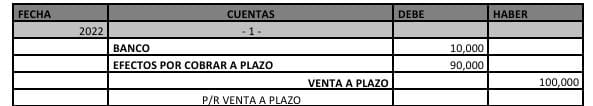 FECHA CUENTAS DEBE HABER
2022 - 1 -
BANCO 10,000
EFECTOS POR COBRAR A PLAZO 90,000
VENTA A PLAZO 100,000
P/R VENTA A PLAZO